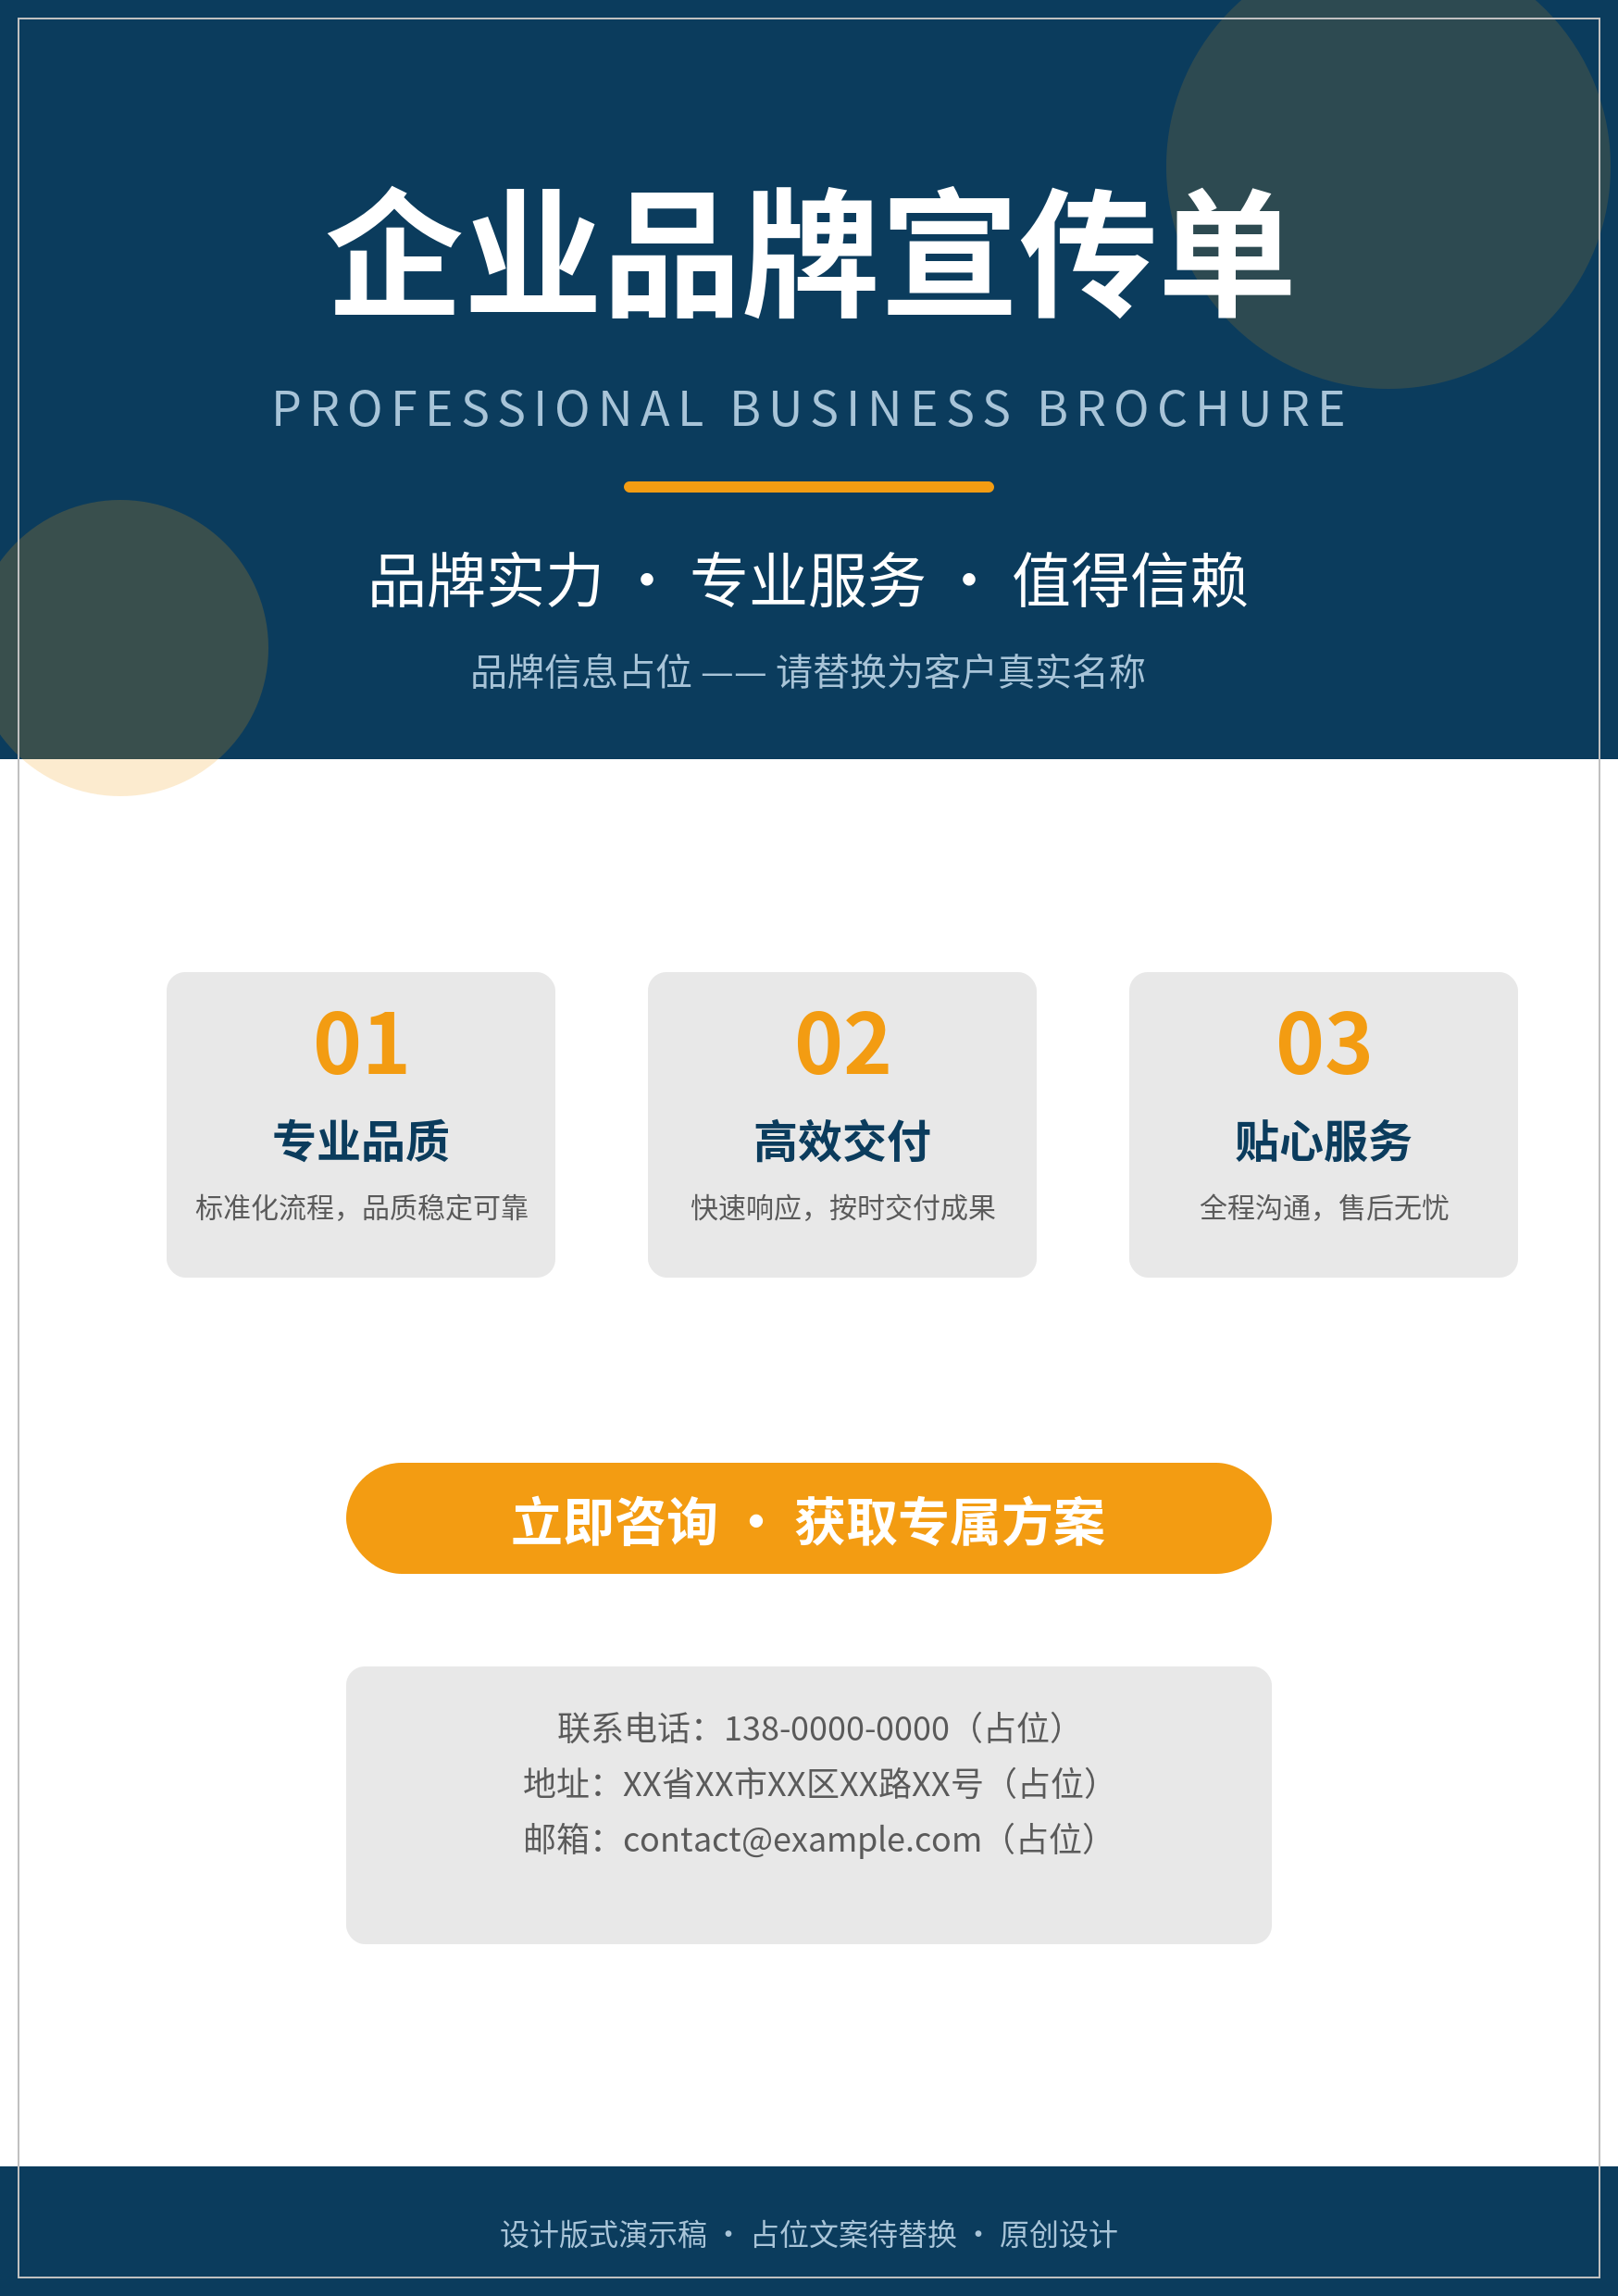 企业品牌宣传单
PROFESSIONAL BUSINESS BROCHURE
品牌实力 · 专业服务 · 值得信赖
品牌信息占位 —— 请替换为客户真实名称
01
专业品质
标准化流程，品质稳定可靠
02
高效交付
快速响应，按时交付成果
03
贴心服务
全程沟通，售后无忧
立即咨询 · 获取专属方案
联系电话：138-0000-0000（占位）
地址：XX省XX市XX区XX路XX号（占位）
邮箱：contact@example.com（占位）
设计版式演示稿 · 占位文案待替换 · 原创设计